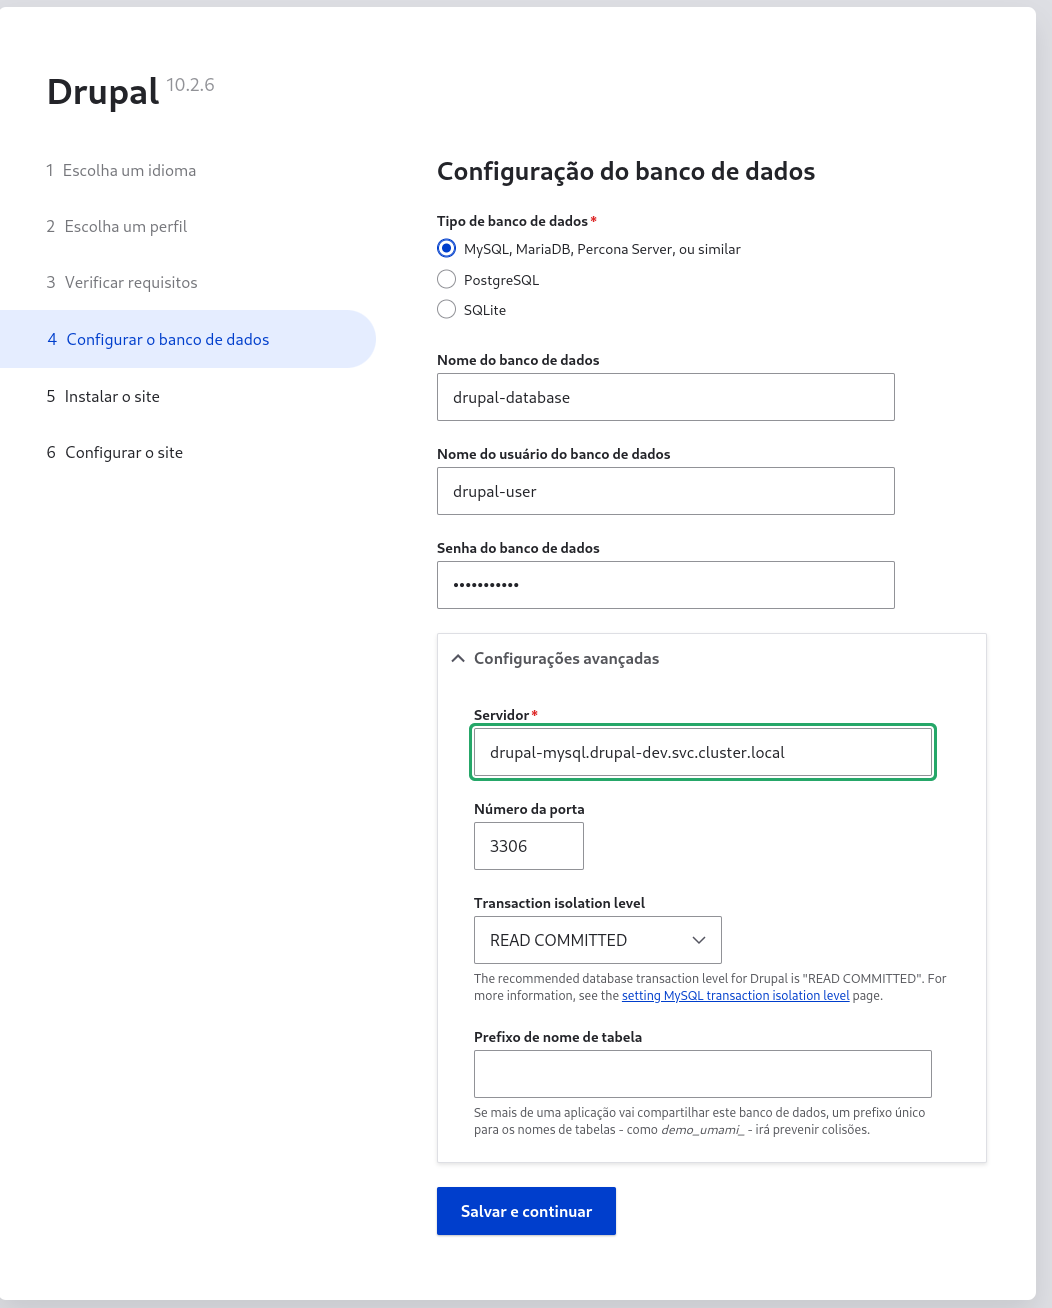 Drupal 10.2.6
1 Escolha um idioma
2 Escolha um perfil
3 Verificar requisitos
4 Configurar o banco de dados
5 Instalar o site
6 Configurar o site
Configuração do banco de dados
Tipo de banco de dados*
MySQL, MariaDB, Percona Server, ou similar
PostgreSQL
SQLite
Nome do banco de dados
drupal-database
Nome do usuário do banco de dados
drupal-user
Senha do banco de dados
•••••••••••
Configurações avançadas
Servidor*
drupal-mysql.drupal-dev.svc.cluster.local
Número da porta
3306
Transaction isolation level
READ COMMITTED
The recommended database transaction level for Drupal is "READ COMMITTED". For
more information, see the setting MySQL transaction isolation level page.
Prefixo de nome de tabela
Se mais de uma aplicação vai compartilhar este banco de dados, um prefixo único
para os nomes de tabelas - como demo_umami_ - irá prevenir colisões.
Salvar e continuar